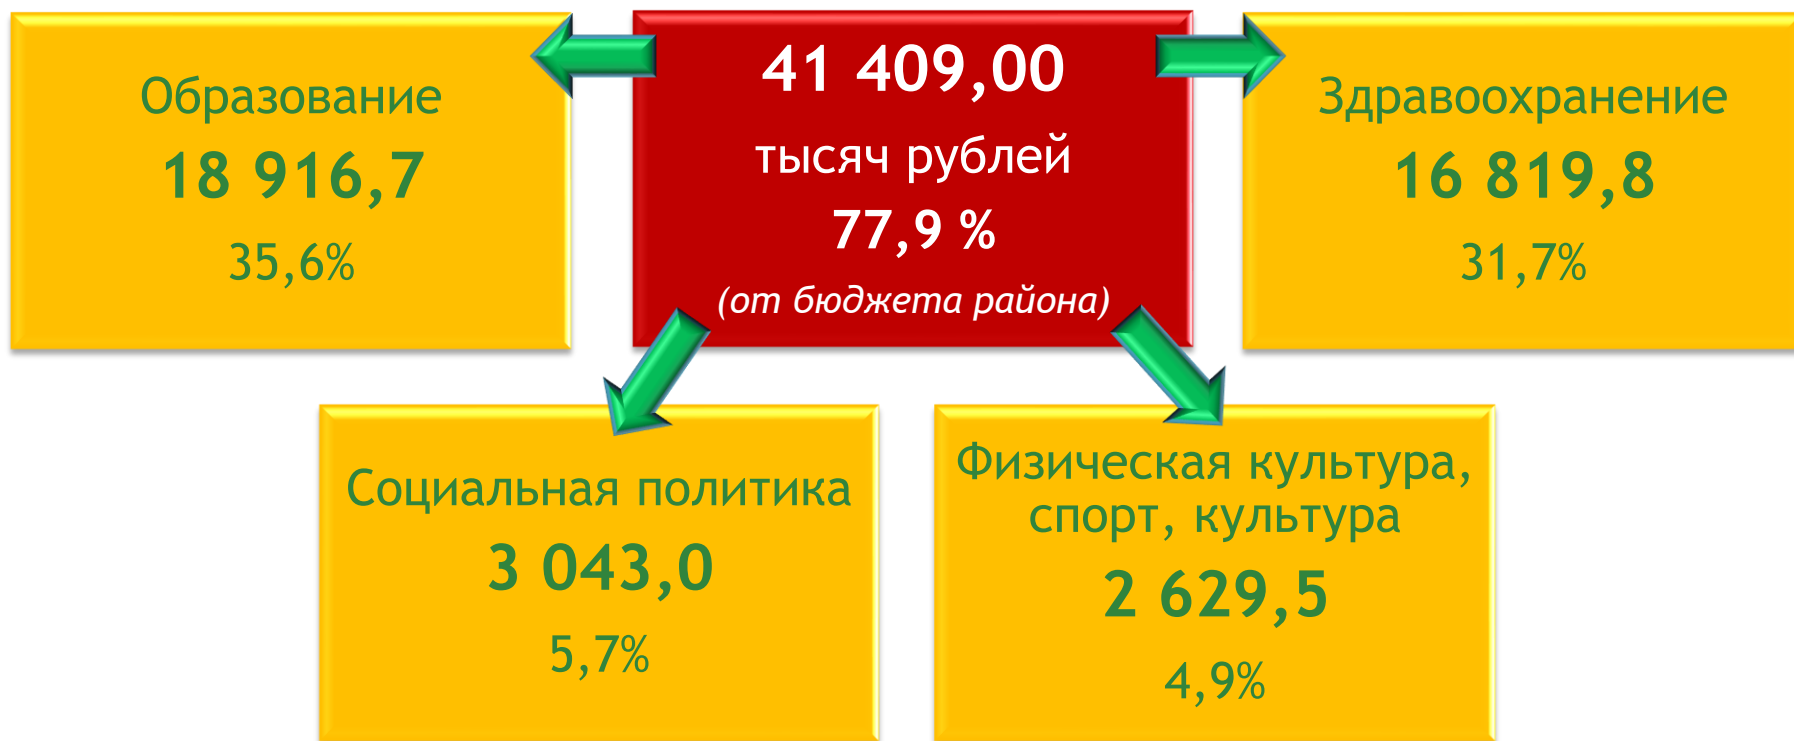 Образование
18 916,7
35,6%
41 409,00
тысяч рублей
77,9 %
(от бюджета района)
Здравоохранение
16 819,8
31,7%
Социальная политика
3 043,0
5,7%
Физическая культура,
спорт, культура
2 629,5
4,9%